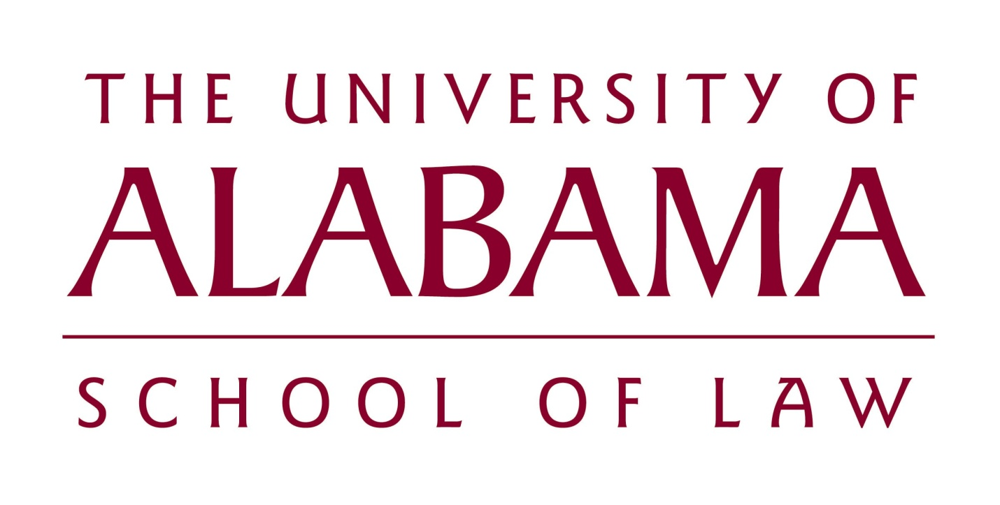 THE UNIVERSITY OF
ALABAMA
SCHOOL OF LAW